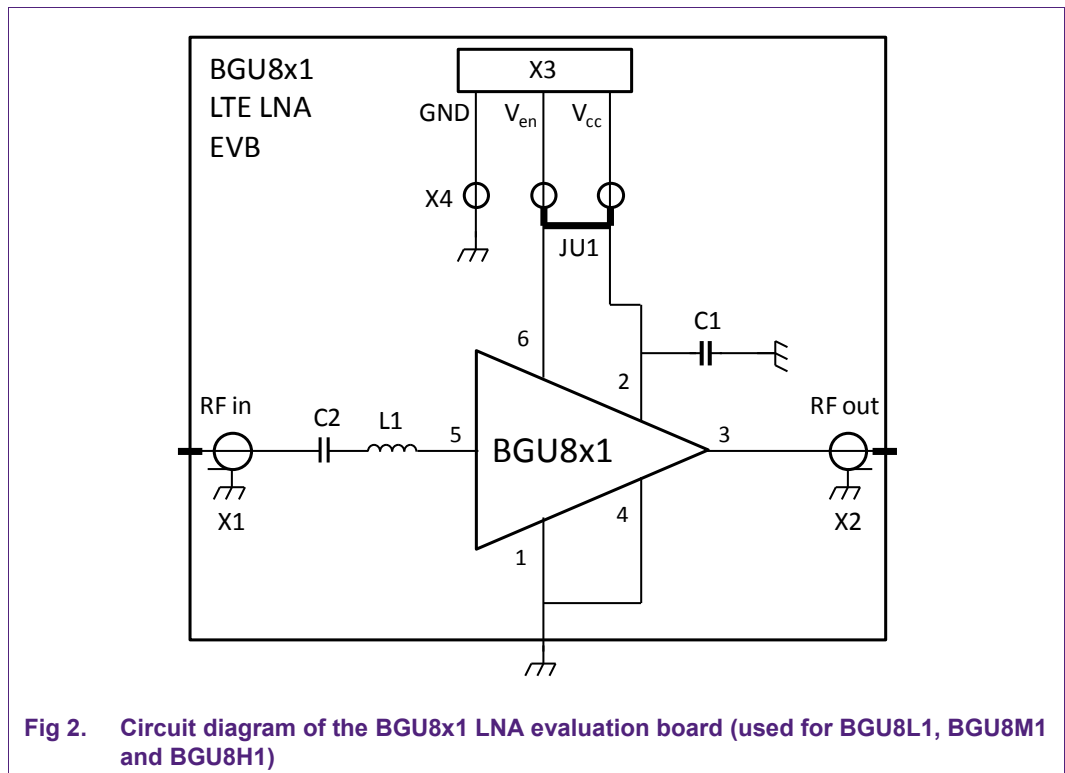 BGU8x1
LTE LNA
EVB
X3
GND
Ven
Vcc
X4
JU1
C1
6
2
RF in
C2
L1
5
BGU8x1
3
RF out
X1
4
X2
1
Fig 2. Circuit diagram of the BGU8x1 LNA evaluation board (used for BGU8L1, BGU8M1
and BGU8H1)